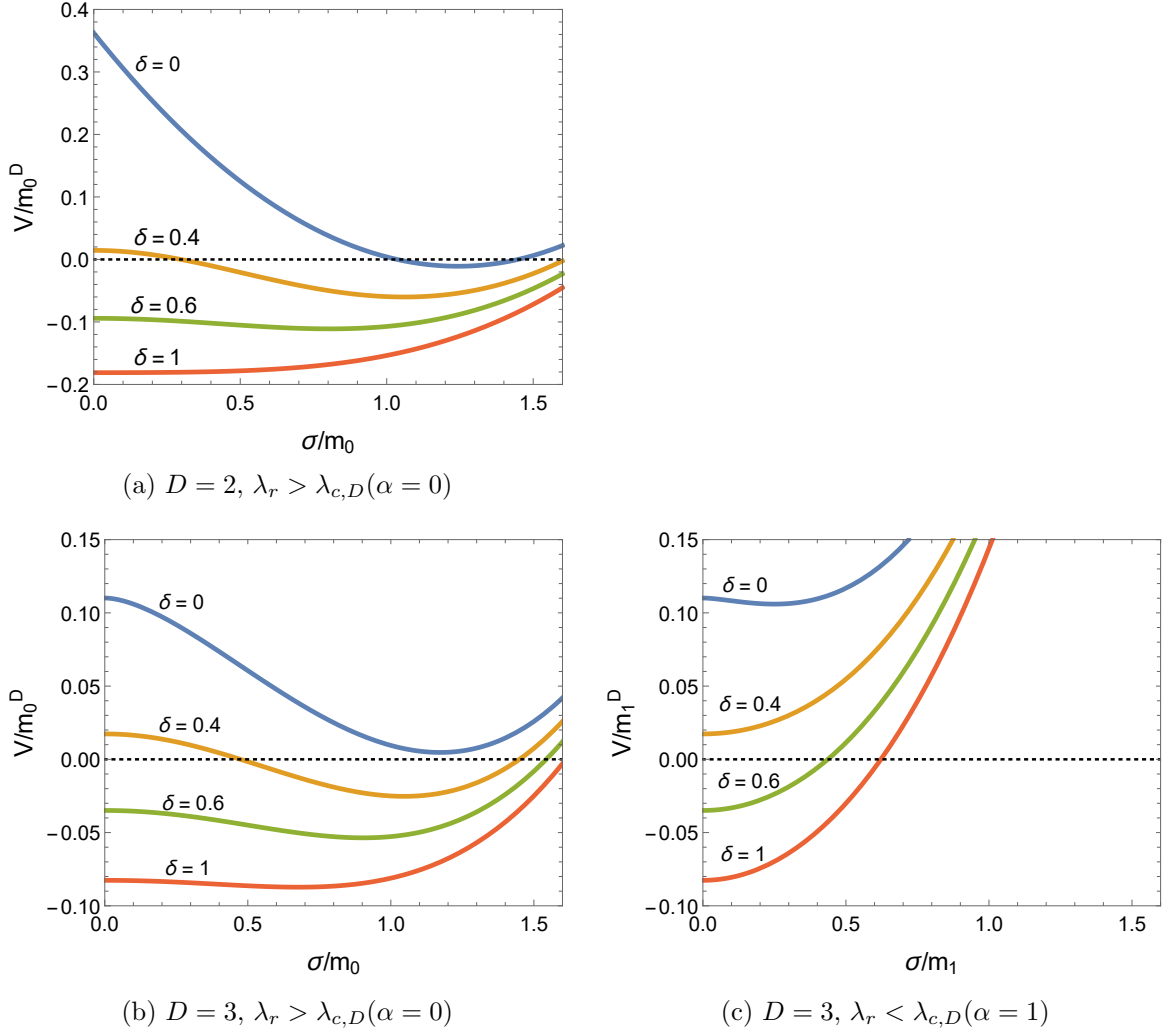 0.4
0.3
0.2
0.1
0.0
−0.1
−0.2
V/m₀ᴰ
δ = 0
δ = 0.4
δ = 0.6
δ = 1
0.0 0.5 1.0 1.5
σ/m₀
(a) D = 2, λᵣ > λ_{c,D}(α = 0)
0.15
0.10
0.05
0.00
−0.05
−0.10
V/m₀ᴰ
δ = 0
δ = 0.4
δ = 0.6
δ = 1
0.0 0.5 1.0 1.5
σ/m₀
(b) D = 3, λᵣ > λ_{c,D}(α = 0)
0.15
0.10
0.05
0.00
−0.05
−0.10
V/m₁ᴰ
δ = 0
δ = 0.4
δ = 0.6
δ = 1
0.0 0.5 1.0 1.5
σ/m₁
(c) D = 3, λᵣ < λ_{c,D}(α = 1)